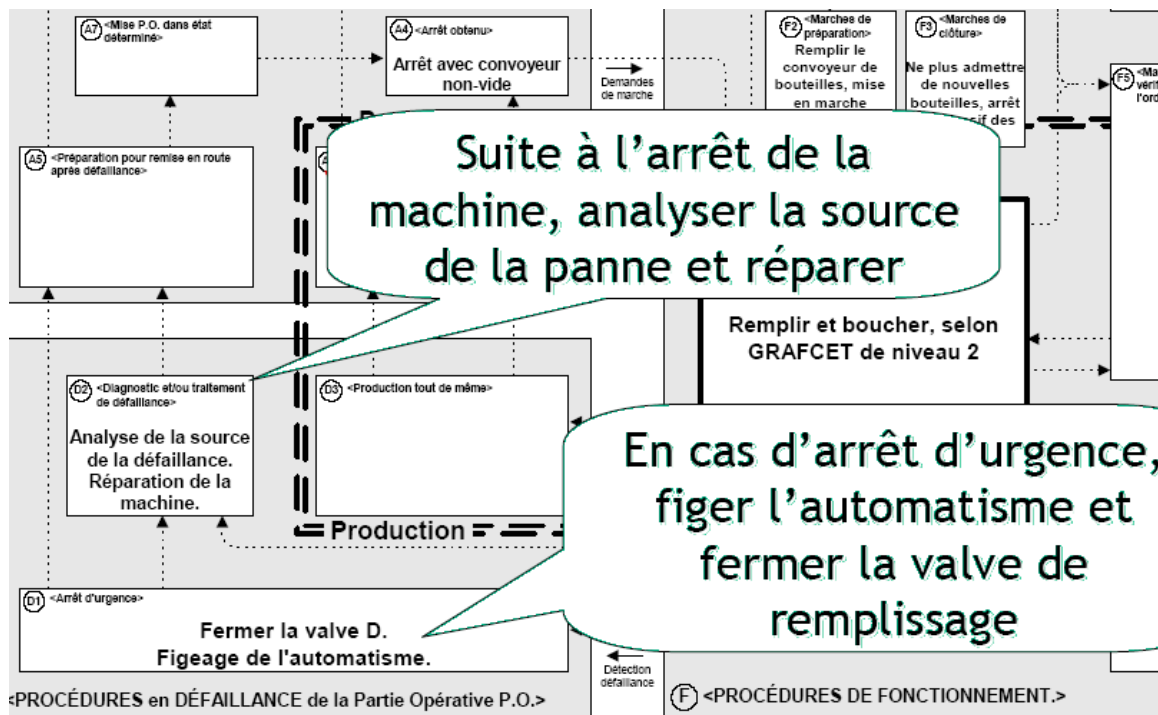 A7 <Mise P.O. dans état
déterminé>
A4 <Arrêt obtenu>
Arrêt avec convoyeur
non-vide
Demandes
de marche
F2 <Marches de
préparation>
Remplir le
convoyeur de
bouteilles, mise
en marche
F3 <Marches de
clôture>
Ne plus admettre
de nouvelles
bouteilles, arrêt
des
F5
A5 <Préparation pour remise en route
après défaillance>
Suite à l'arrêt de la
machine, analyser la source
de la panne et réparer
Remplir et boucher, selon
GRAFCET de niveau 2
D2 <Diagnostic et/ou traitement
de défaillance>
Analyse de la source
de la défaillance.
Réparation de la
machine.
D3 <Production tout de même>
Production
En cas d'arrêt d'urgence,
figer l'automatisme et
fermer la valve de
remplissage
D1 <Arrêt d'urgence>
Fermer la valve D.
Figeage de l'automatisme.
Détection
défaillance
<PROCÉDURES en DÉFAILLANCE de la Partie Opérative P.O.>
F <PROCÉDURES DE FONCTIONNEMENT.>